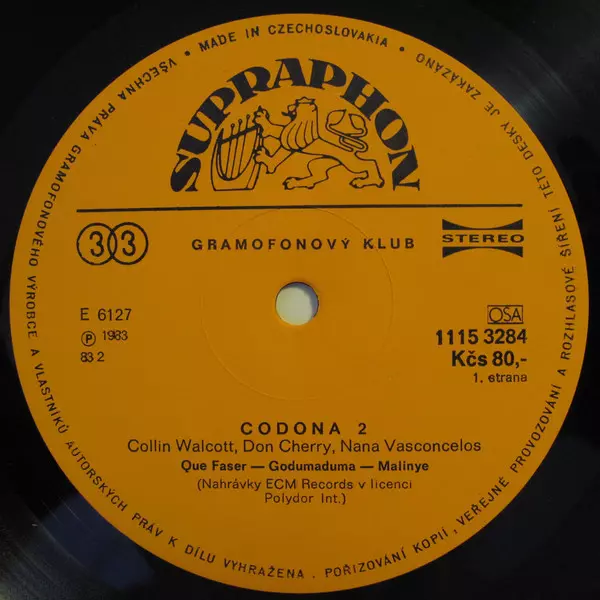 VŠECHNA PRÁVA GRAMOFONOVÉHO VÝROBCE A VLASTNÍKŮ AUTORSKÝCH PRÁV K DÍLU VYHRAŽENA. POŘIZOVÁNÍ KOPIÍ, VEŘEJNÉ PROVOZOVÁNÍ A ROZHLASOVÉ ŠÍŘENÍ TÉTO DESKY JE ZAKÁZÁNO
• MADE IN CZECHOSLOVAKIA •
SUPRAPHON
33
GRAMOFONOVÝ KLUB
STEREO
E 6127
Ⓟ 1983
83 2
OSA
1115 3284
Kčs 80,-
1. strana
CODONA 2
Collin Walcott, Don Cherry, Nana Vasconcelos
Que Faser — Godumaduma — Malinye
(Nahrávky ECM Records v licenci
Polydor Int.)